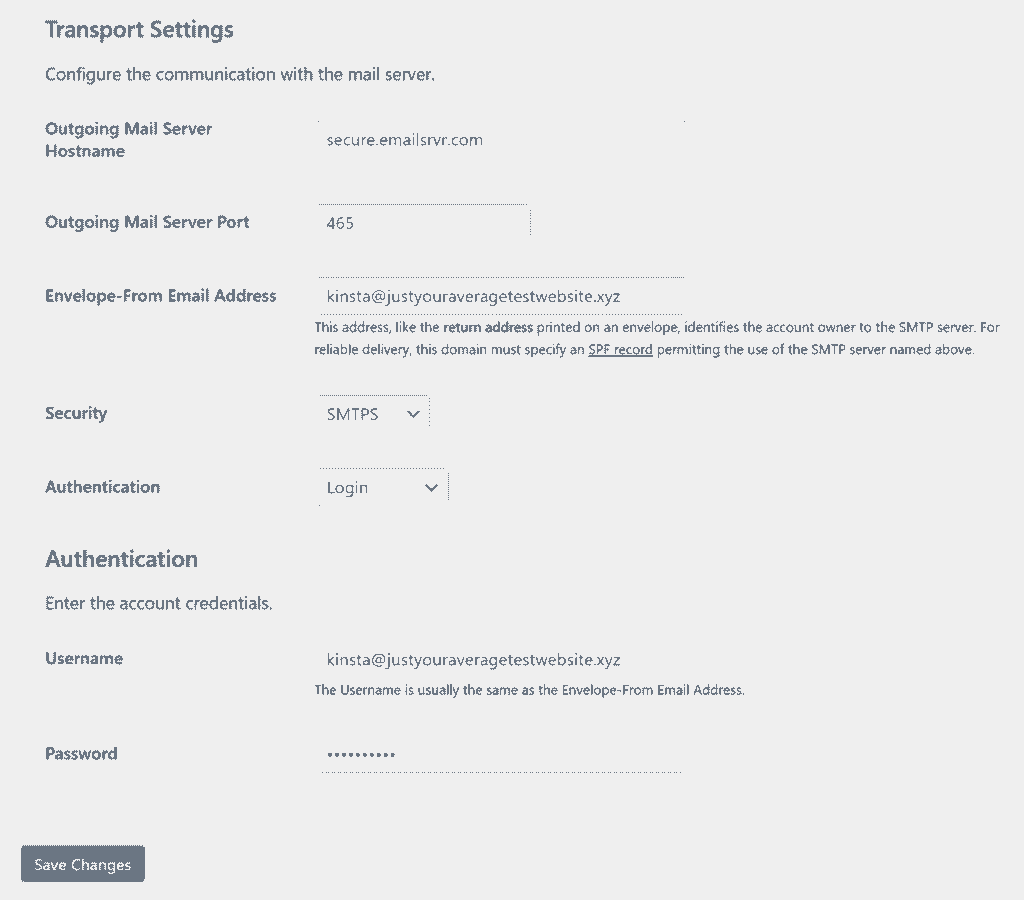 Transport Settings
Configure the communication with the mail server.
Outgoing Mail Server
Hostname
secure.emailsrvr.com
Outgoing Mail Server Port
465
Envelope-From Email Address
kinsta@justyouraveragetestwebsite.xyz
This address, like the return address printed on an envelope, identifies the account owner to the SMTP server. For
reliable delivery, this domain must specify an SPF record permitting the use of the SMTP server named above.
Security
SMTPS
Authentication
Login
Authentication
Enter the account credentials.
Username
kinsta@justyouraveragetestwebsite.xyz
The Username is usually the same as the Envelope-From Email Address.
Password
••••••••••
Save Changes